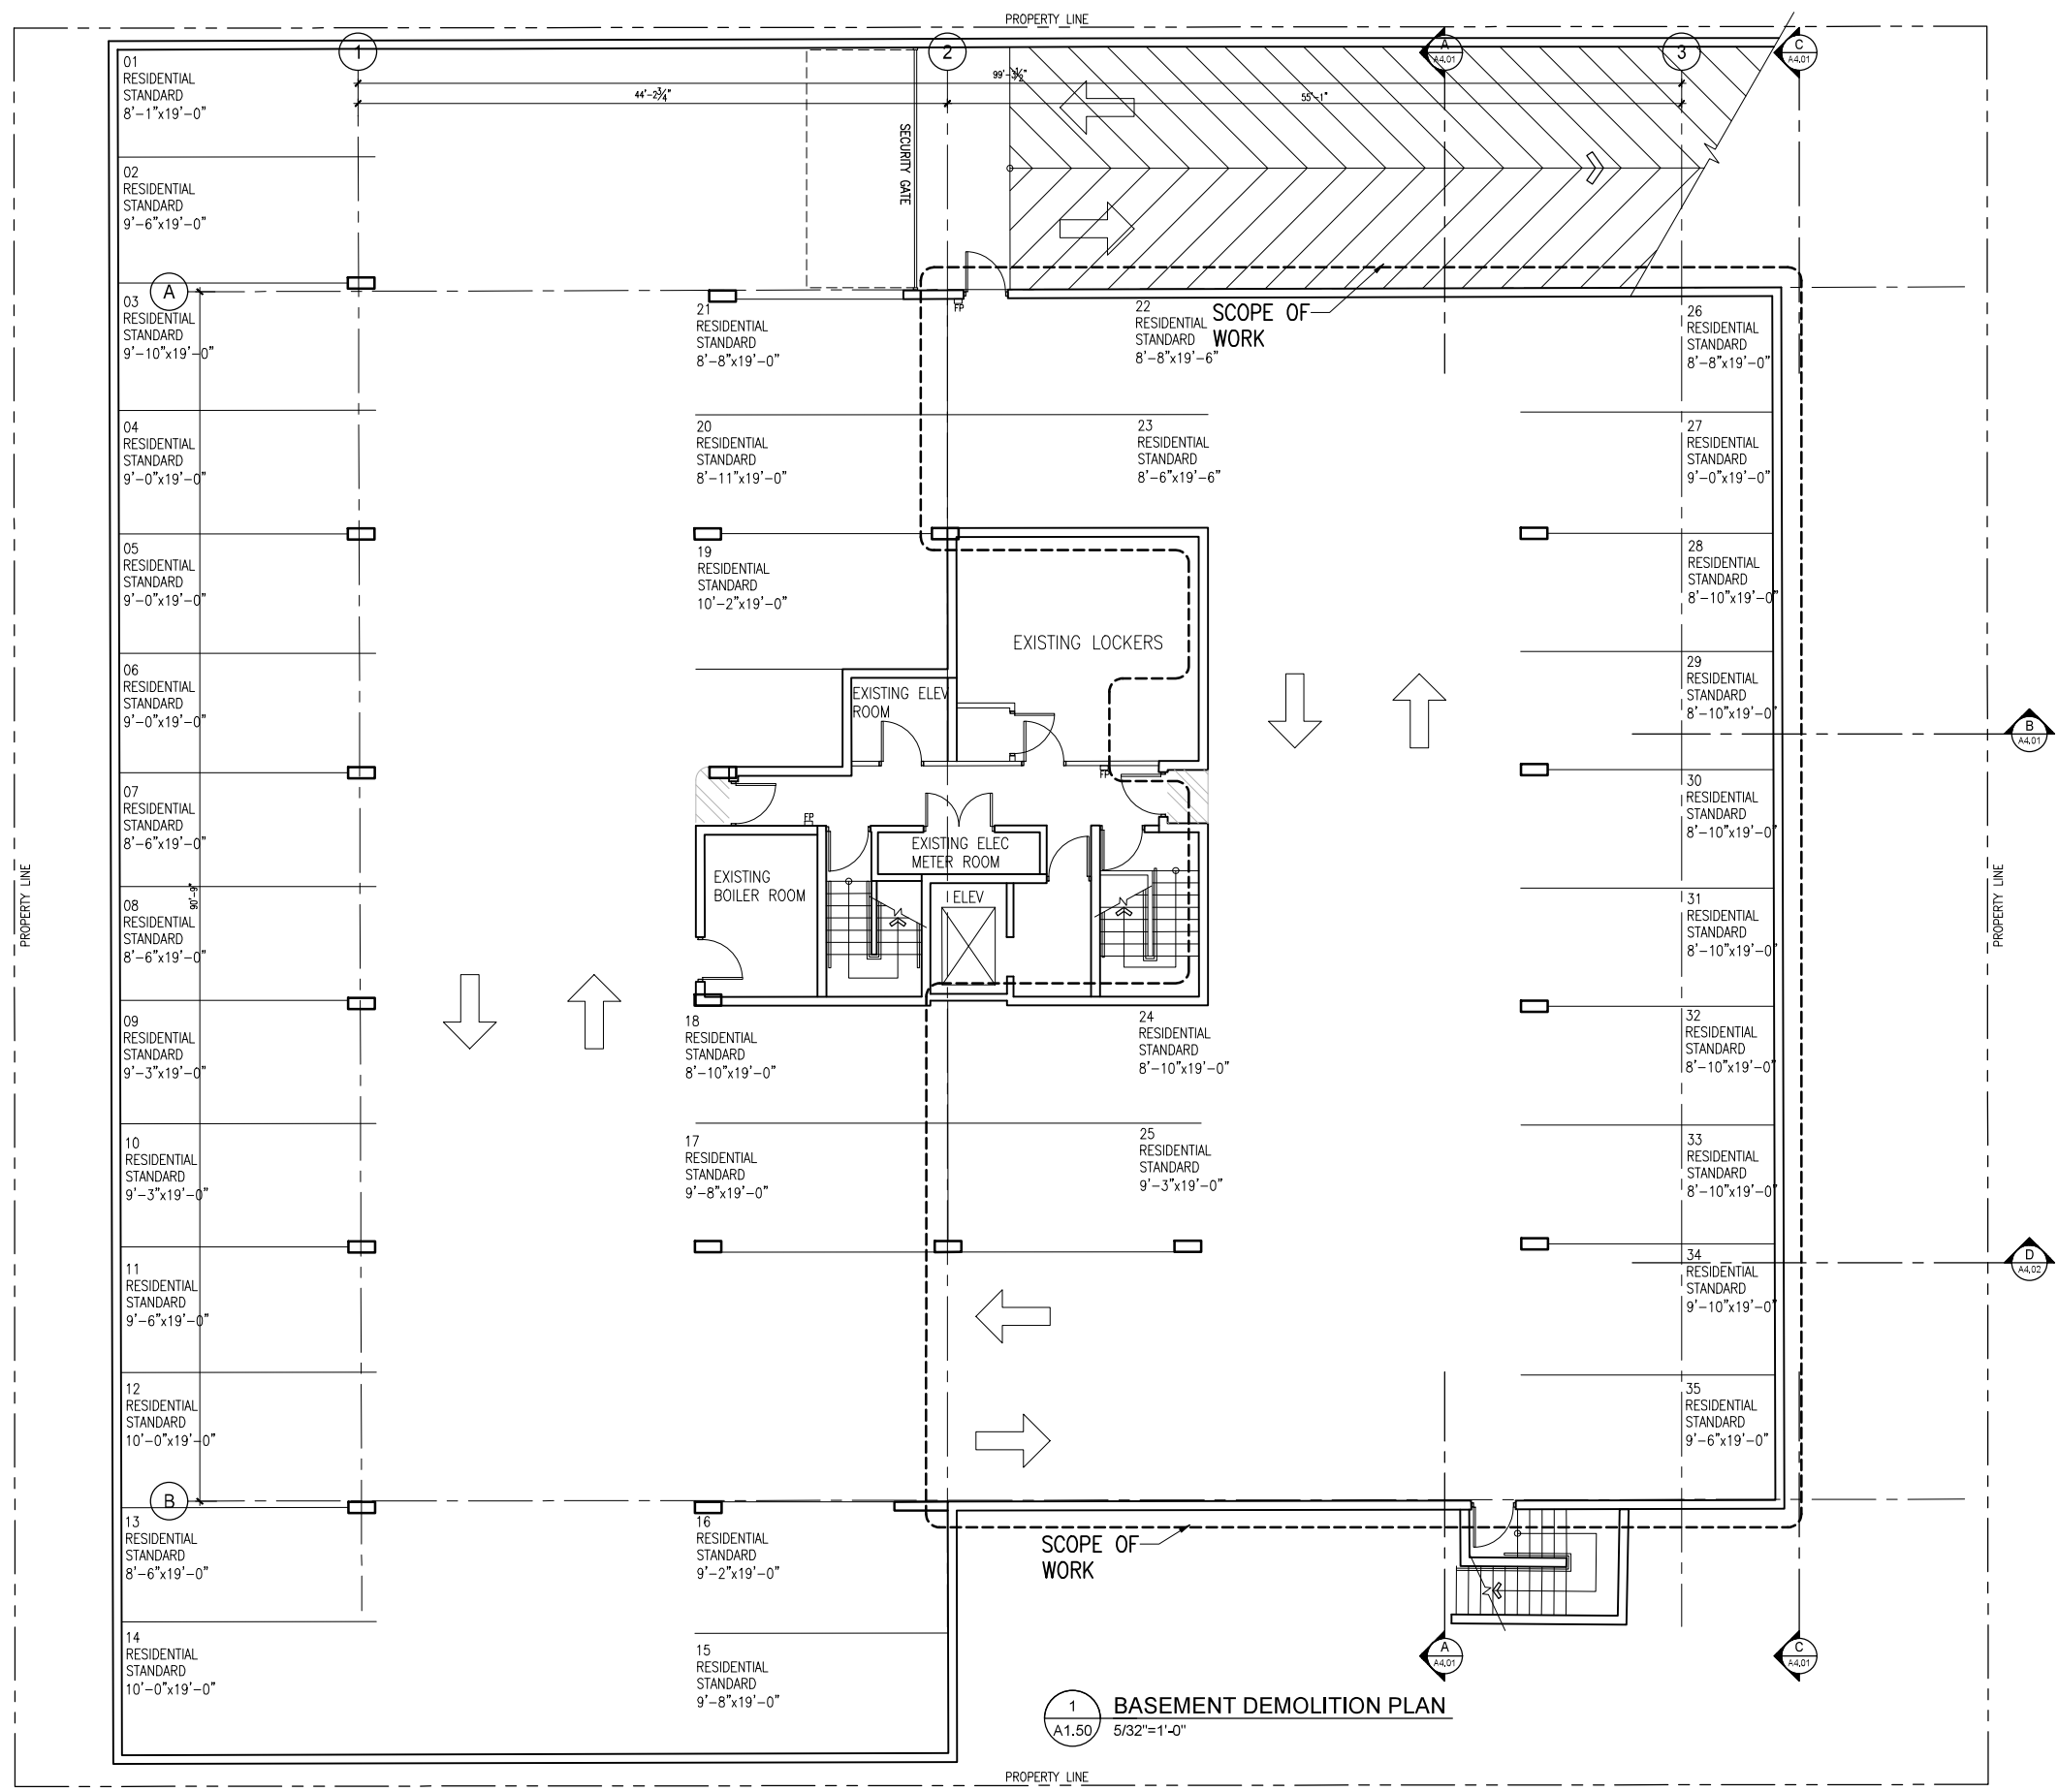 PROPERTY LINE
1
2
A
A4.01
3
C
A4.01
99'-3½"
44'-2¾"
55'-1"
SECURITY GATE
01
RESIDENTIAL
STANDARD
8'-1"x19'-0"
02
RESIDENTIAL
STANDARD
9'-6"x19'-0"
A
03
RESIDENTIAL
STANDARD
9'-10"x19'-0"
04
RESIDENTIAL
STANDARD
9'-0"x19'-0"
05
RESIDENTIAL
STANDARD
9'-0"x19'-0"
06
RESIDENTIAL
STANDARD
9'-0"x19'-0"
07
RESIDENTIAL
STANDARD
8'-6"x19'-0"
90'-9"
08
RESIDENTIAL
STANDARD
8'-6"x19'-0"
09
RESIDENTIAL
STANDARD
9'-3"x19'-0"
10
RESIDENTIAL
STANDARD
9'-3"x19'-0"
11
RESIDENTIAL
STANDARD
9'-6"x19'-0"
12
RESIDENTIAL
STANDARD
10'-0"x19'-0"
B
13
RESIDENTIAL
STANDARD
8'-6"x19'-0"
14
RESIDENTIAL
STANDARD
10'-0"x19'-0"
PROPERTY LINE
21
RESIDENTIAL
STANDARD
8'-8"x19'-0"
20
RESIDENTIAL
STANDARD
8'-11"x19'-0"
19
RESIDENTIAL
STANDARD
10'-2"x19'-0"
FP
22
RESIDENTIAL
STANDARD
8'-8"x19'-6"
SCOPE OF
WORK
23
RESIDENTIAL
STANDARD
8'-6"x19'-6"
EXISTING LOCKERS
EXISTING ELEV
ROOM
FP
FP
EXISTING ELEC
METER ROOM
EXISTING
BOILER ROOM
ELEV
18
RESIDENTIAL
STANDARD
8'-10"x19'-0"
17
RESIDENTIAL
STANDARD
9'-8"x19'-0"
24
RESIDENTIAL
STANDARD
8'-10"x19'-0"
25
RESIDENTIAL
STANDARD
9'-3"x19'-0"
16
RESIDENTIAL
STANDARD
9'-2"x19'-0"
15
RESIDENTIAL
STANDARD
9'-8"x19'-0"
SCOPE OF
WORK
26
RESIDENTIAL
STANDARD
8'-8"x19'-0"
27
RESIDENTIAL
STANDARD
9'-0"x19'-0"
28
RESIDENTIAL
STANDARD
8'-10"x19'-0"
29
RESIDENTIAL
STANDARD
8'-10"x19'-0"
30
RESIDENTIAL
STANDARD
8'-10"x19'-0"
31
RESIDENTIAL
STANDARD
8'-10"x19'-0"
32
RESIDENTIAL
STANDARD
8'-10"x19'-0"
33
RESIDENTIAL
STANDARD
8'-10"x19'-0"
34
RESIDENTIAL
STANDARD
9'-10"x19'-0"
35
RESIDENTIAL
STANDARD
9'-6"x19'-0"
B
A4.01
PROPERTY LINE
D
A4.02
A
A4.01
C
A4.01
1
A1.50
BASEMENT DEMOLITION PLAN
5/32"=1'-0"
PROPERTY LINE